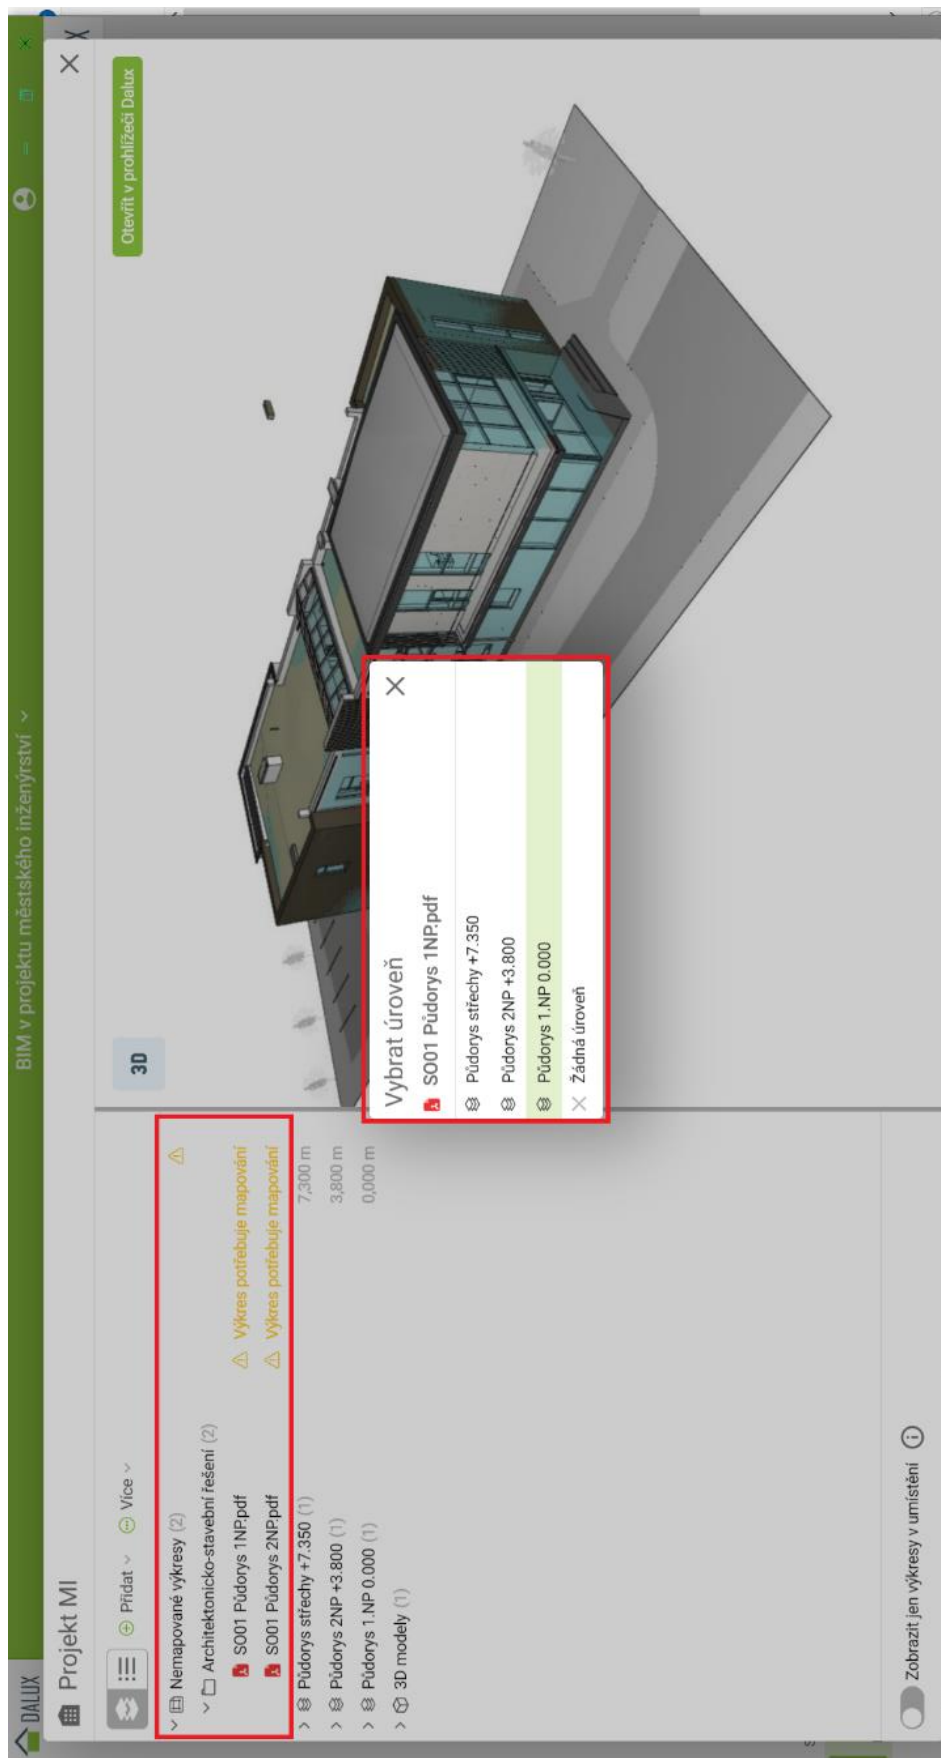 DALUX
BIM v projektu městského inženýrství
Projekt MI
Přidat
Více
Nemapované výkresy (2)
Architektonicko-stavební řešení (2)
SO01 Půdorys 1NP.pdf
Výkres potřebuje mapování
SO01 Půdorys 2NP.pdf
Výkres potřebuje mapování
Půdorys střechy +7.350 (1)
7,300 m
Půdorys 2NP +3.800 (1)
3,800 m
Půdorys 1.NP 0.000 (1)
0,000 m
3D modely (1)
Zobrazit jen výkresy v umístění
3D
Otevřít v prohlížeči Dalux
Vybrat úroveň
SO01 Půdorys 1NP.pdf
Půdorys střechy +7.350
Půdorys 2NP +3.800
Půdorys 1.NP 0.000
Žádná úroveň